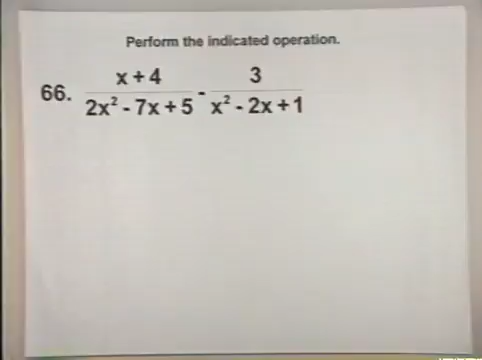 Perform the indicated operation.
66. x + 4 / 2x² - 7x + 5 - 3 / x² - 2x + 1